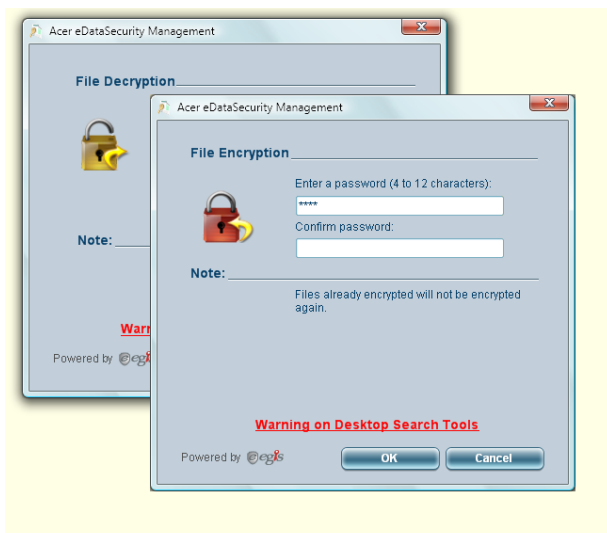 Acer eDataSecurity Management
File Decryption
Note:
Warn
Powered by egi
Acer eDataSecurity Management
File Encryption
Enter a password (4 to 12 characters):
****
Confirm password:
Note:
Files already encrypted will not be encrypted
again.
Warning on Desktop Search Tools
Powered by egis
OK
Cancel